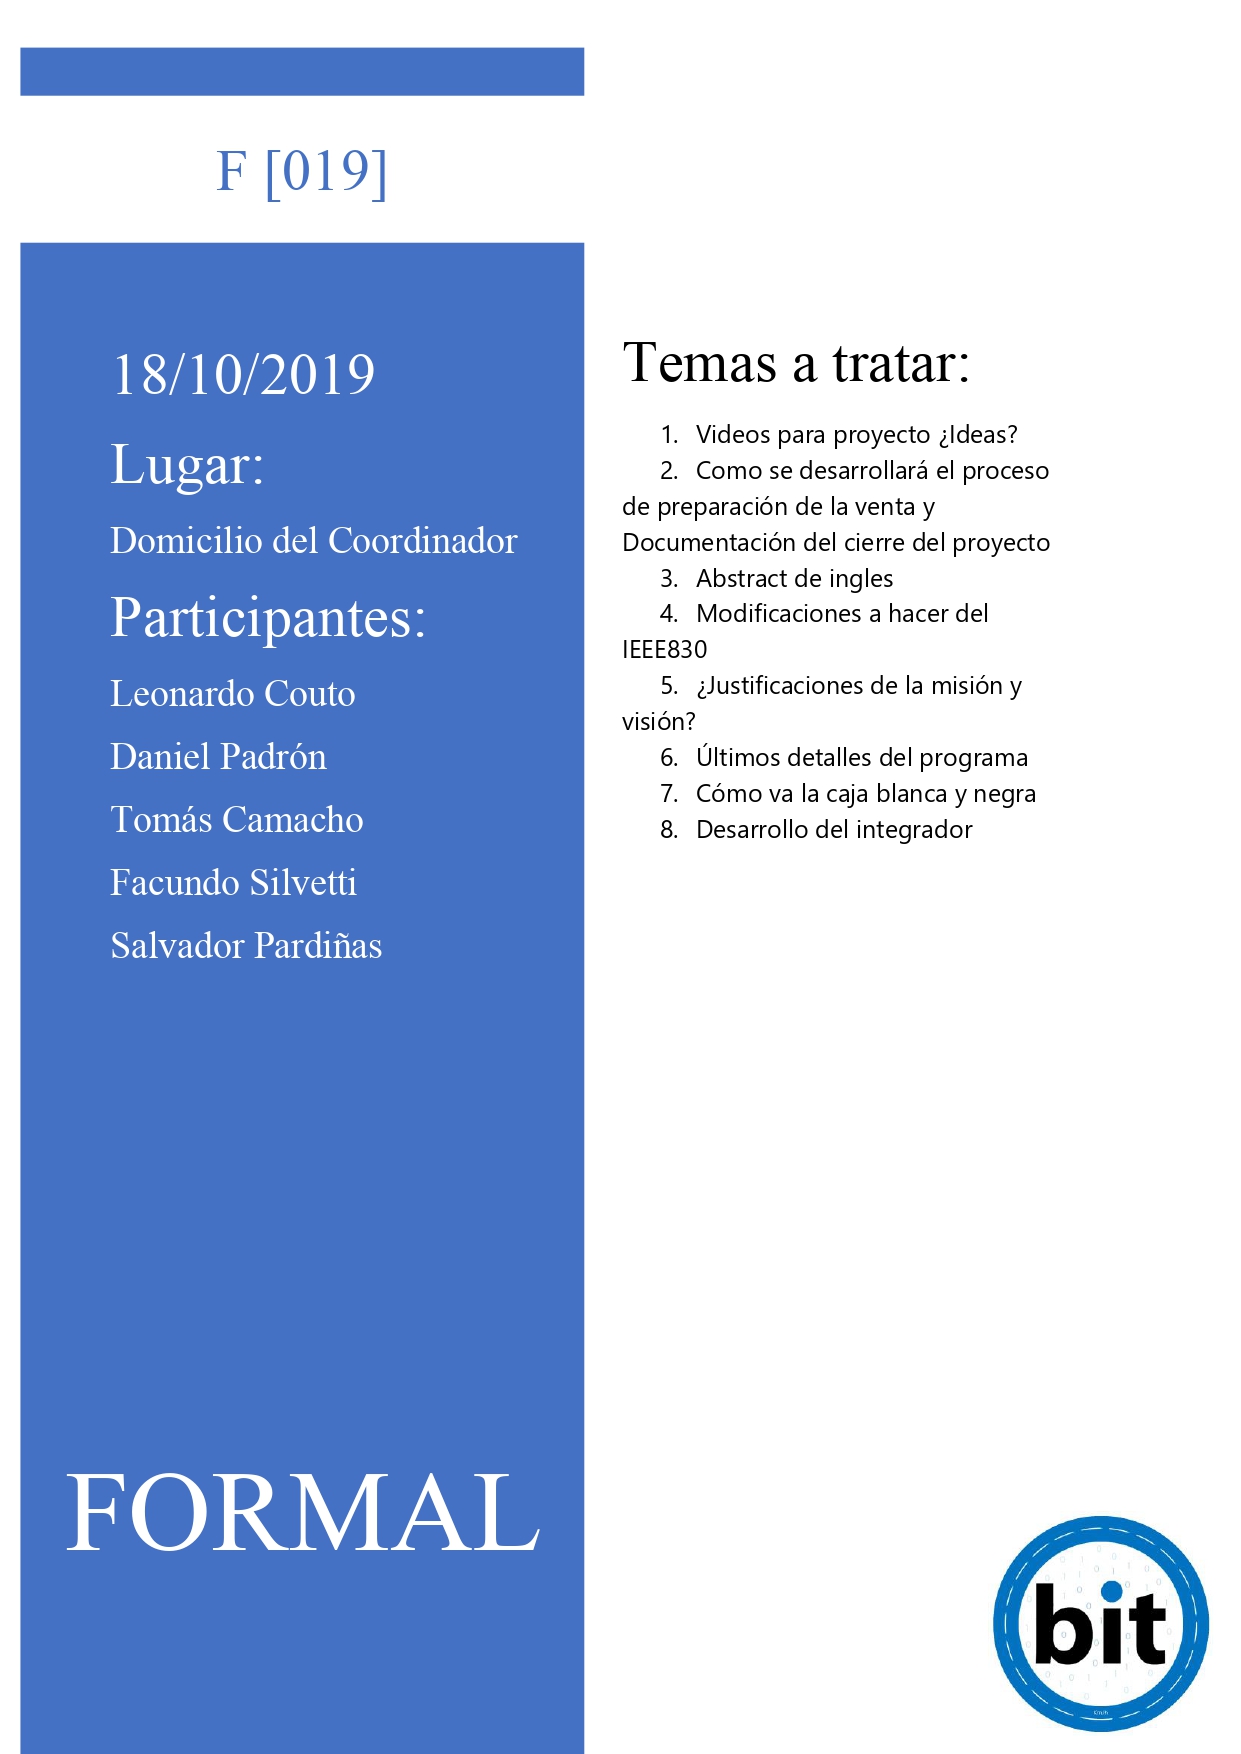 F [019]
18/10/2019
Lugar:
Domicilio del Coordinador
Participantes:
Leonardo Couto
Daniel Padrón
Tomás Camacho
Facundo Silvetti
Salvador Pardiñas
FORMAL
Temas a tratar:
1. Videos para proyecto ¿Ideas?
2. Como se desarrollará el proceso
de preparación de la venta y
Documentación del cierre del proyecto
3. Abstract de ingles
4. Modificaciones a hacer del
IEEE830
5. ¿Justificaciones de la misión y
visión?
6. Últimos detalles del programa
7. Cómo va la caja blanca y negra
8. Desarrollo del integrador
bit